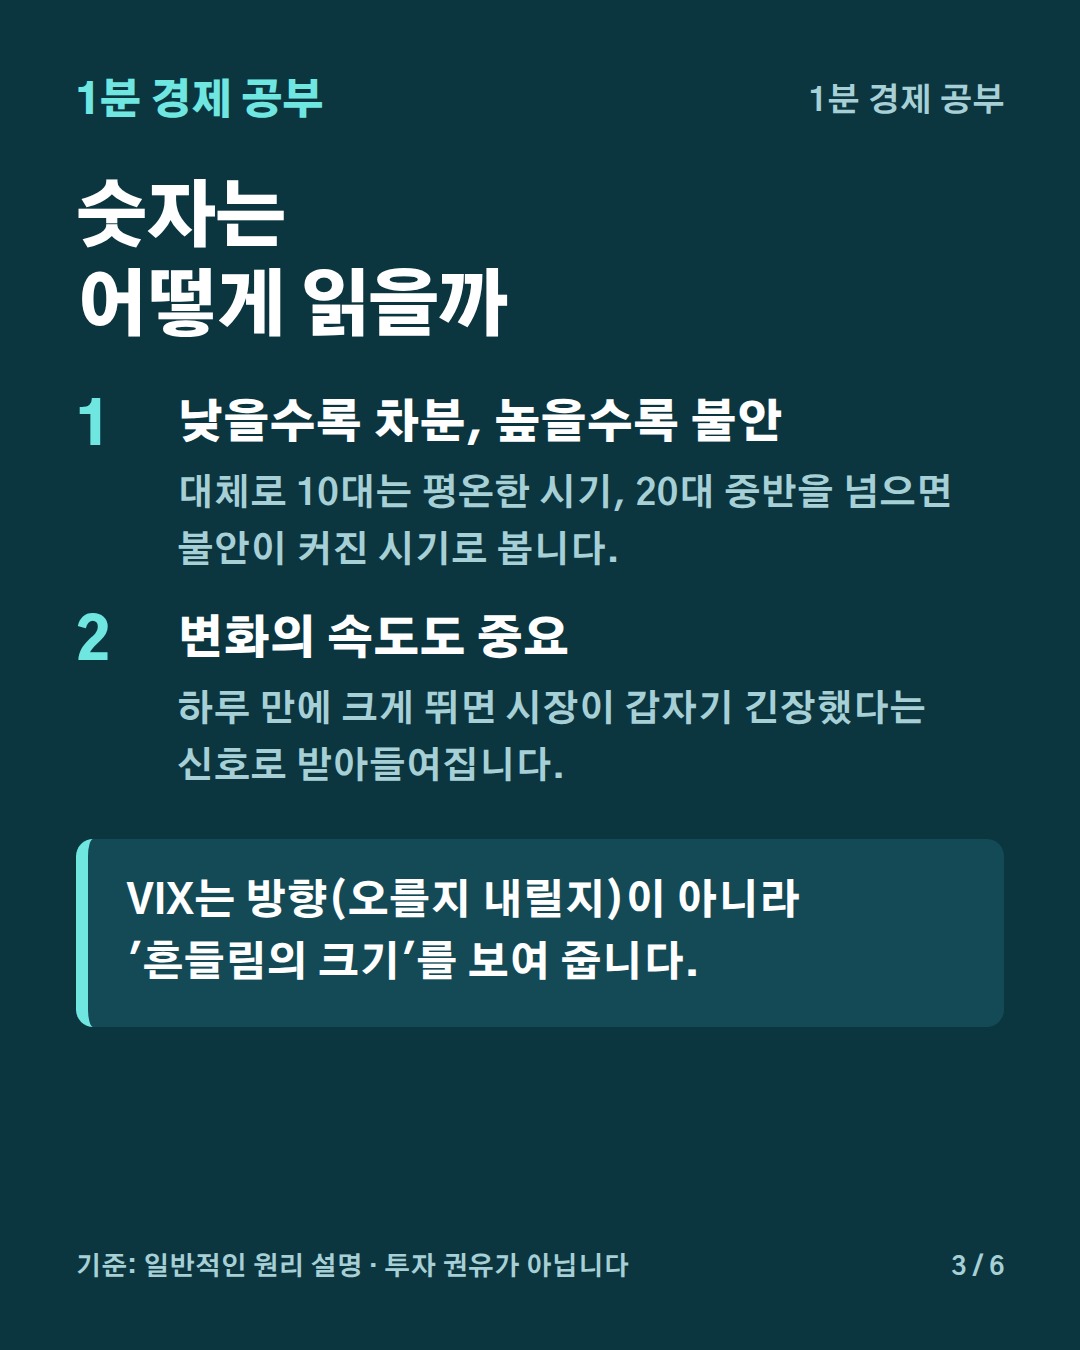 1분 경제 공부
1분 경제 공부
숫자는
어떻게 읽을까
1
낮을수록 차분, 높을수록 불안
대체로 10대는 평온한 시기, 20대 중반을 넘으면
불안이 커진 시기로 봅니다.
2
변화의 속도도 중요
하루 만에 크게 뛰면 시장이 갑자기 긴장했다는
신호로 받아들여집니다.
VIX는 방향(오를지 내릴지)이 아니라
'흔들림의 크기'를 보여 줍니다.
기준: 일반적인 원리 설명 · 투자 권유가 아닙니다
3 / 6